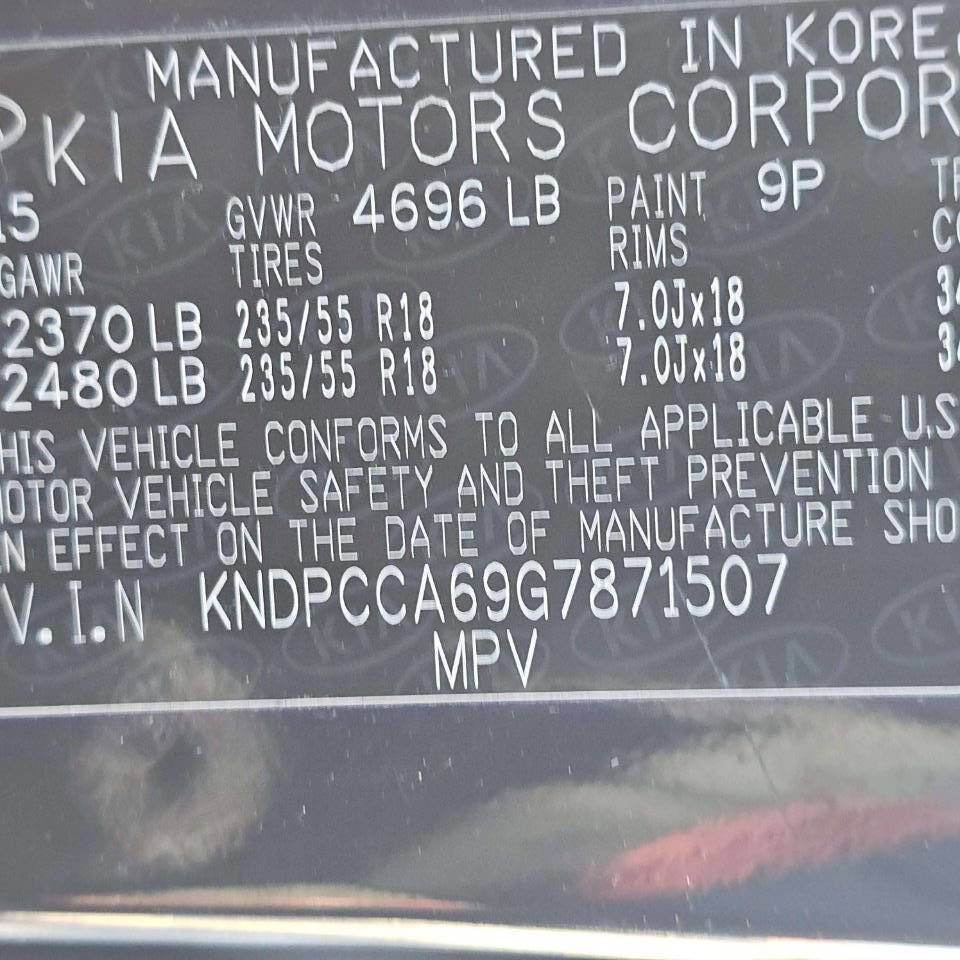 MANUFACTURED IN KORE
KIA MOTORS CORPOR
15 GVWR 4696 LB PAINT 9P
GAWR TIRES RIMS
2370 LB 235/55 R18 7.0Jx18 34
2480 LB 235/55 R18 7.0Jx18 34
HIS VEHICLE CONFORMS TO ALL APPLICABLE U.S
MOTOR VEHICLE SAFETY AND THEFT PREVENTION
N EFFECT ON THE DATE OF MANUFACTURE SHO
V.I.N KNDPCCA69G7871507
MPV